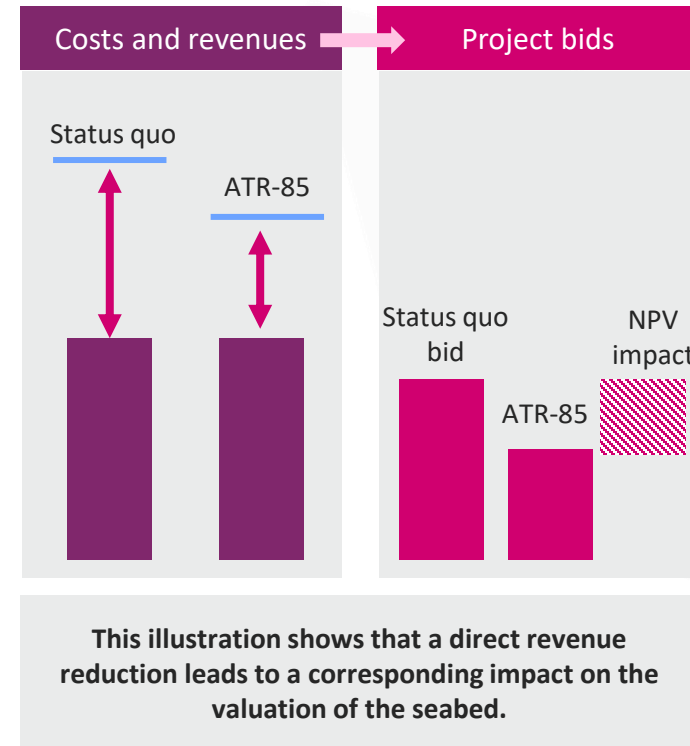 Costs and revenues
Project bids
Status quo
ATR-85
Status quo
bid
ATR-85
NPV
impact
This illustration shows that a direct revenue
reduction leads to a corresponding impact on the
valuation of the seabed.